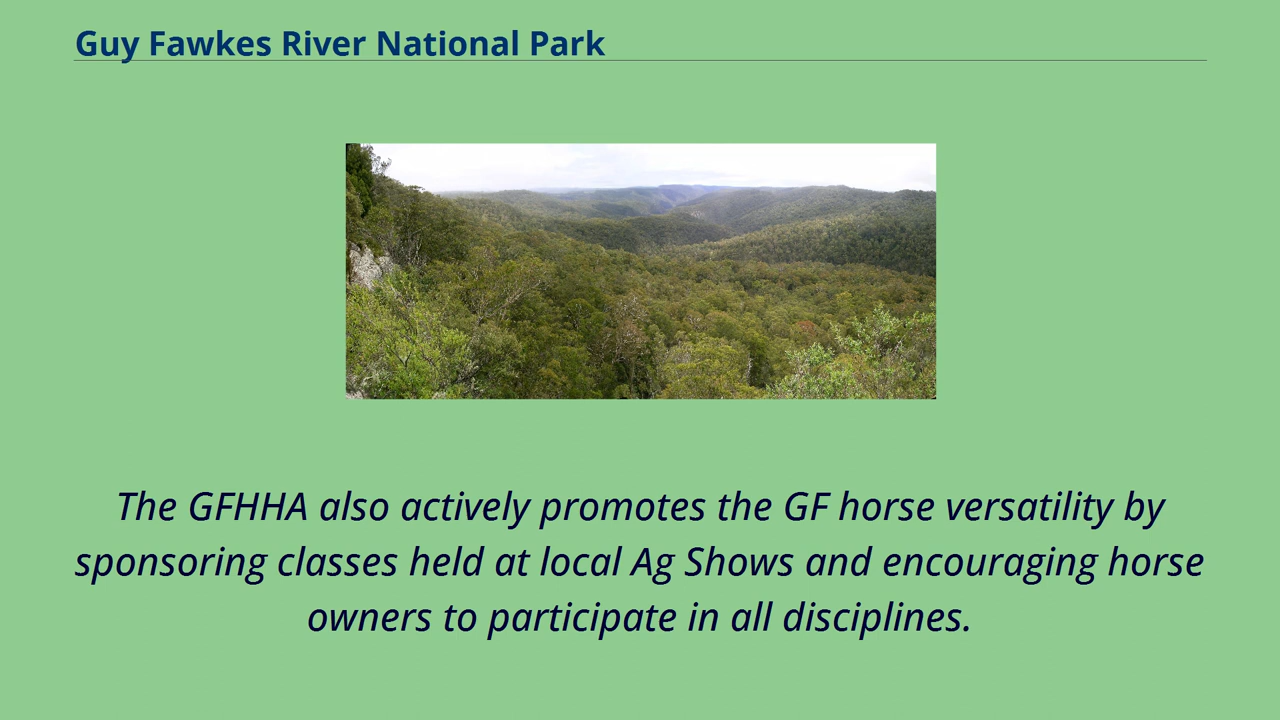 Guy Fawkes River National Park
The GFHHA also actively promotes the GF horse versatility by
sponsoring classes held at local Ag Shows and encouraging horse
owners to participate in all disciplines.